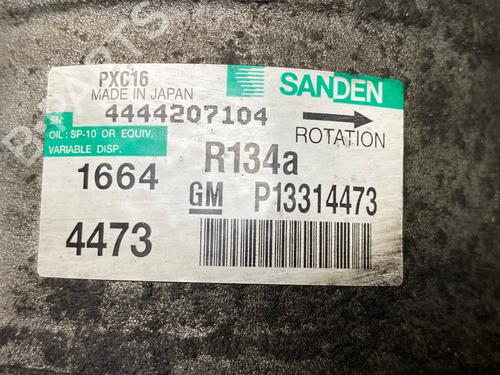 PXC16
MADE IN JAPAN
SANDEN
SN:
4444207104
ROTATION
OIL: SP-10 OR EQUIV.
VARIABLE DISP.
R134a
1664
GM P13314473
4473